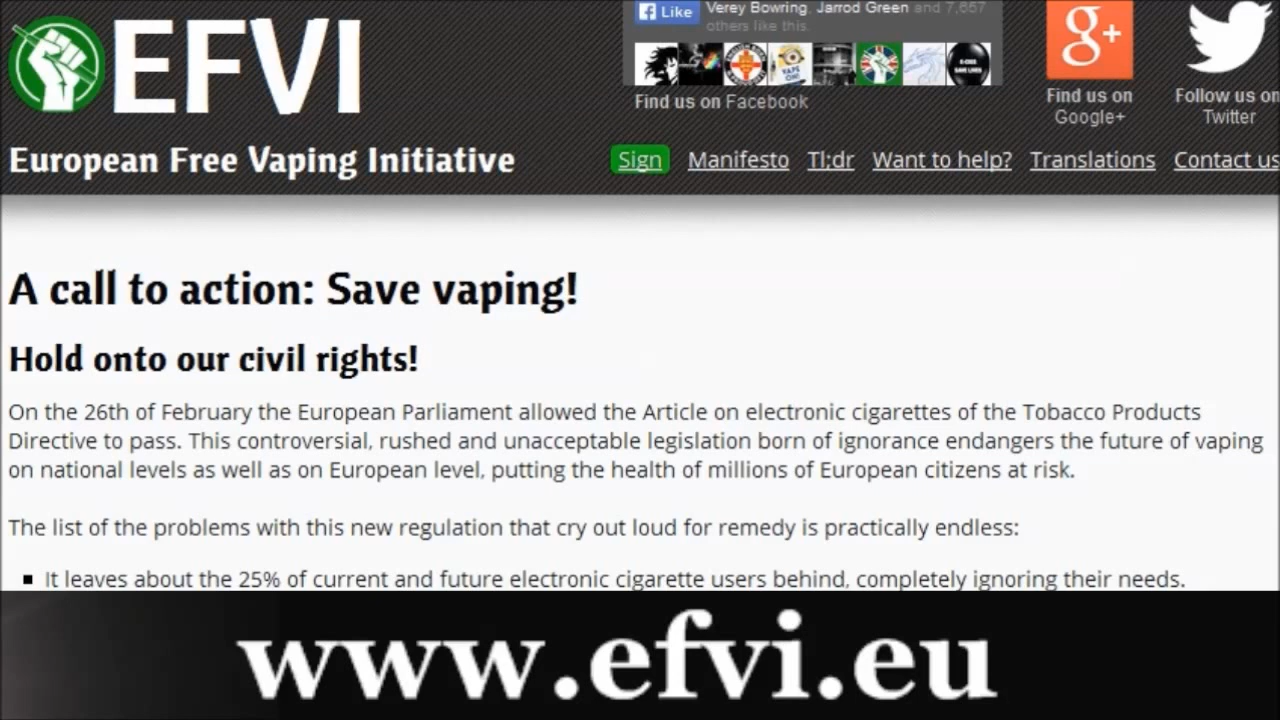 EFVI
European Free Vaping Initiative
Like
Verey Bowring, Jarrod Green and 7,657
others like this.
Find us on Facebook
Find us on
Google+
Follow us on
Twitter
Sign Manifesto Tl;dr Want to help? Translations Contact us
A call to action: Save vaping!
Hold onto our civil rights!
On the 26th of February the European Parliament allowed the Article on electronic cigarettes of the Tobacco Products
Directive to pass. This controversial, rushed and unacceptable legislation born of ignorance endangers the future of vaping
on national levels as well as on European level, putting the health of millions of European citizens at risk.
The list of the problems with this new regulation that cry out loud for remedy is practically endless:
It leaves about the 25% of current and future electronic cigarette users behind, completely ignoring their needs.
www.efvi.eu